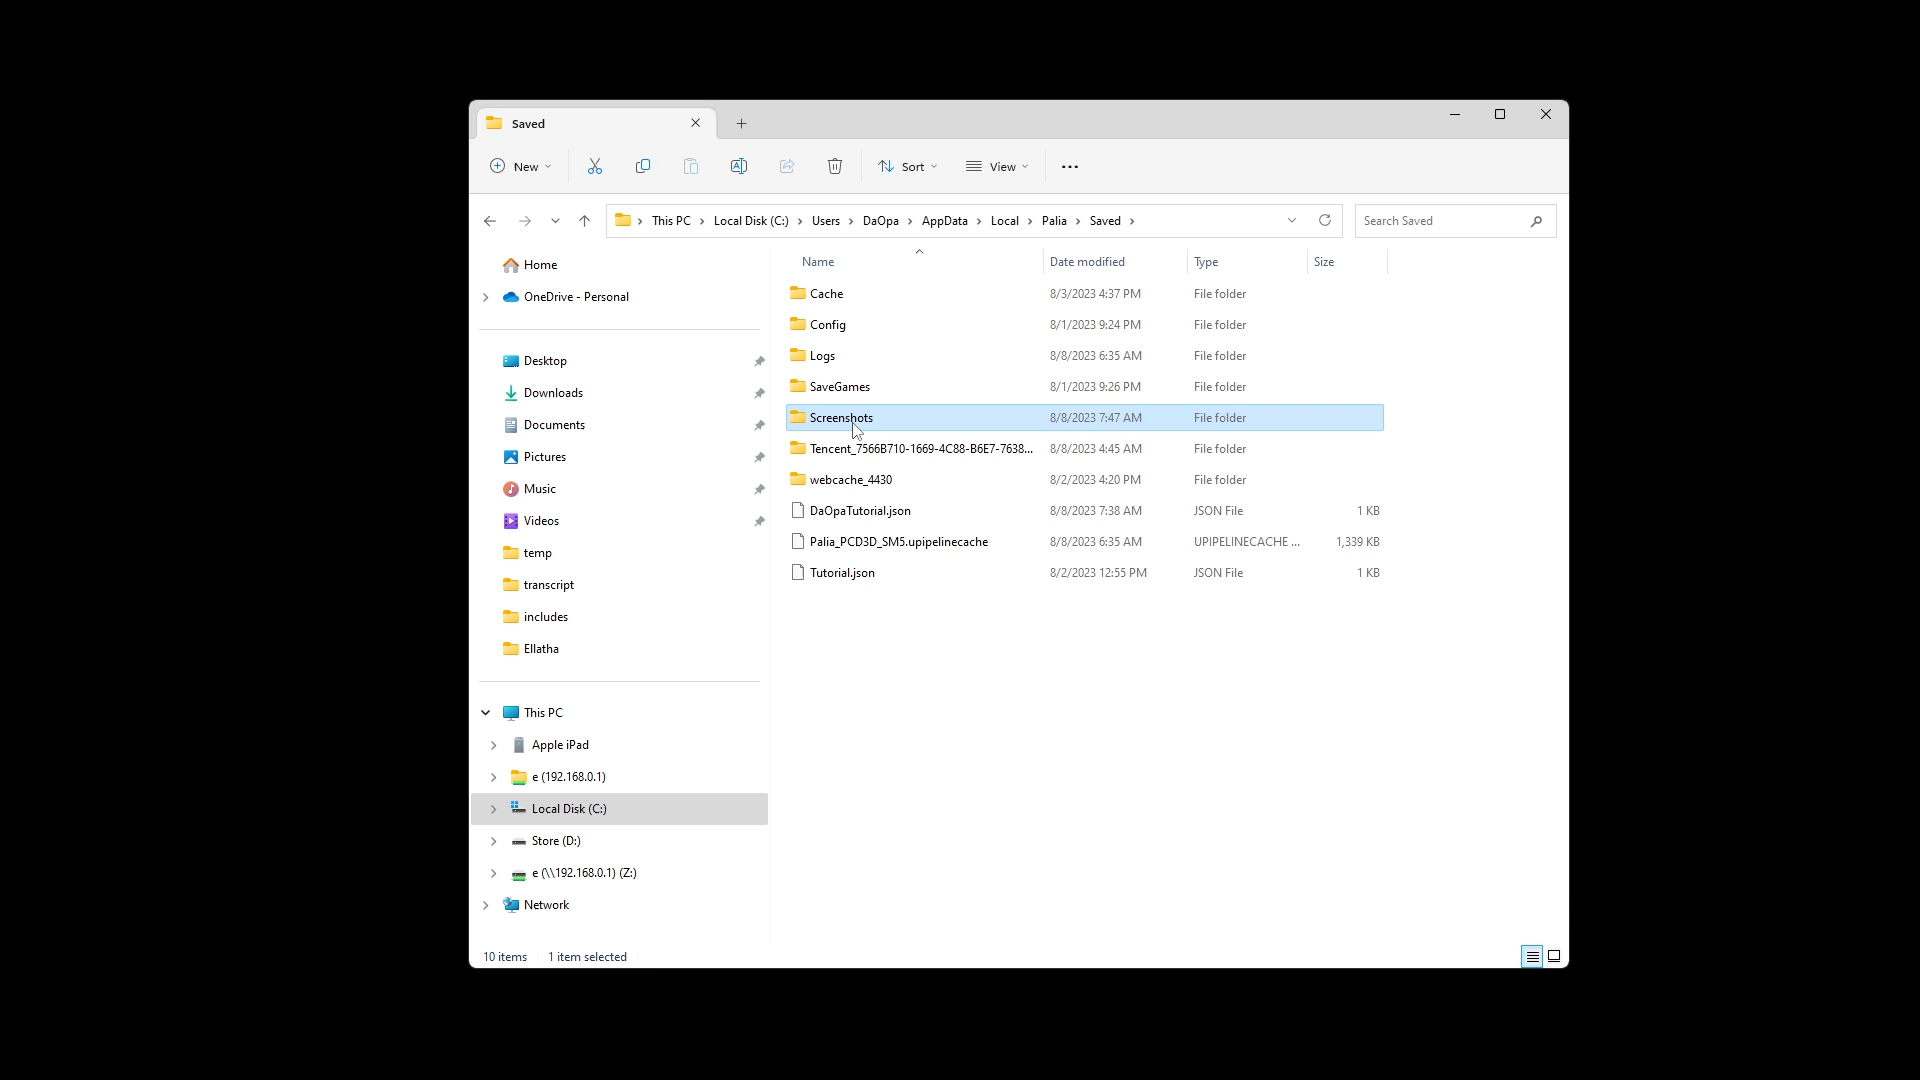 Saved
New
Sort
View
This PC > Local Disk (C:) > Users > DaOpa > AppData > Local > Palia > Saved >
Search Saved
Home
OneDrive - Personal
Desktop
Downloads
Documents
Pictures
Music
Videos
temp
transcript
includes
Ellatha
This PC
Apple iPad
e (192.168.0.1)
Local Disk (C:)
Store (D:)
e (\\192.168.0.1) (Z:)
Network
Name Date modified Type Size
Cache 8/3/2023 4:37 PM File folder
Config 8/1/2023 9:24 PM File folder
Logs 8/8/2023 6:35 AM File folder
SaveGames 8/1/2023 9:26 PM File folder
Screenshots 8/8/2023 7:47 AM File folder
Tencent_7566B710-1669-4C88-B6E7-7638... 8/8/2023 4:45 AM File folder
webcache_4430 8/2/2023 4:20 PM File folder
DaOpaTutorial.json 8/8/2023 7:38 AM JSON File 1 KB
Palia_PCD3D_SM5.upipelinecache 8/8/2023 6:35 AM UPIPELINECACHE ... 1,339 KB
Tutorial.json 8/2/2023 12:55 PM JSON File 1 KB
10 items 1 item selected